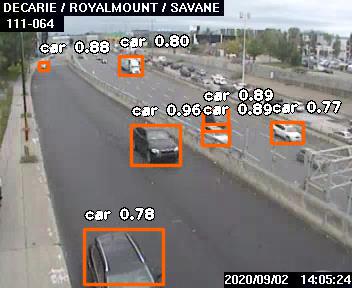 DECARIE / ROYALMOUNT / SAVANE
111-064
car 0.88
car 0.80
car 0.89
car 0.96
car 0.89
car 0.77
car 0.78
2020/09/02 14:05:24